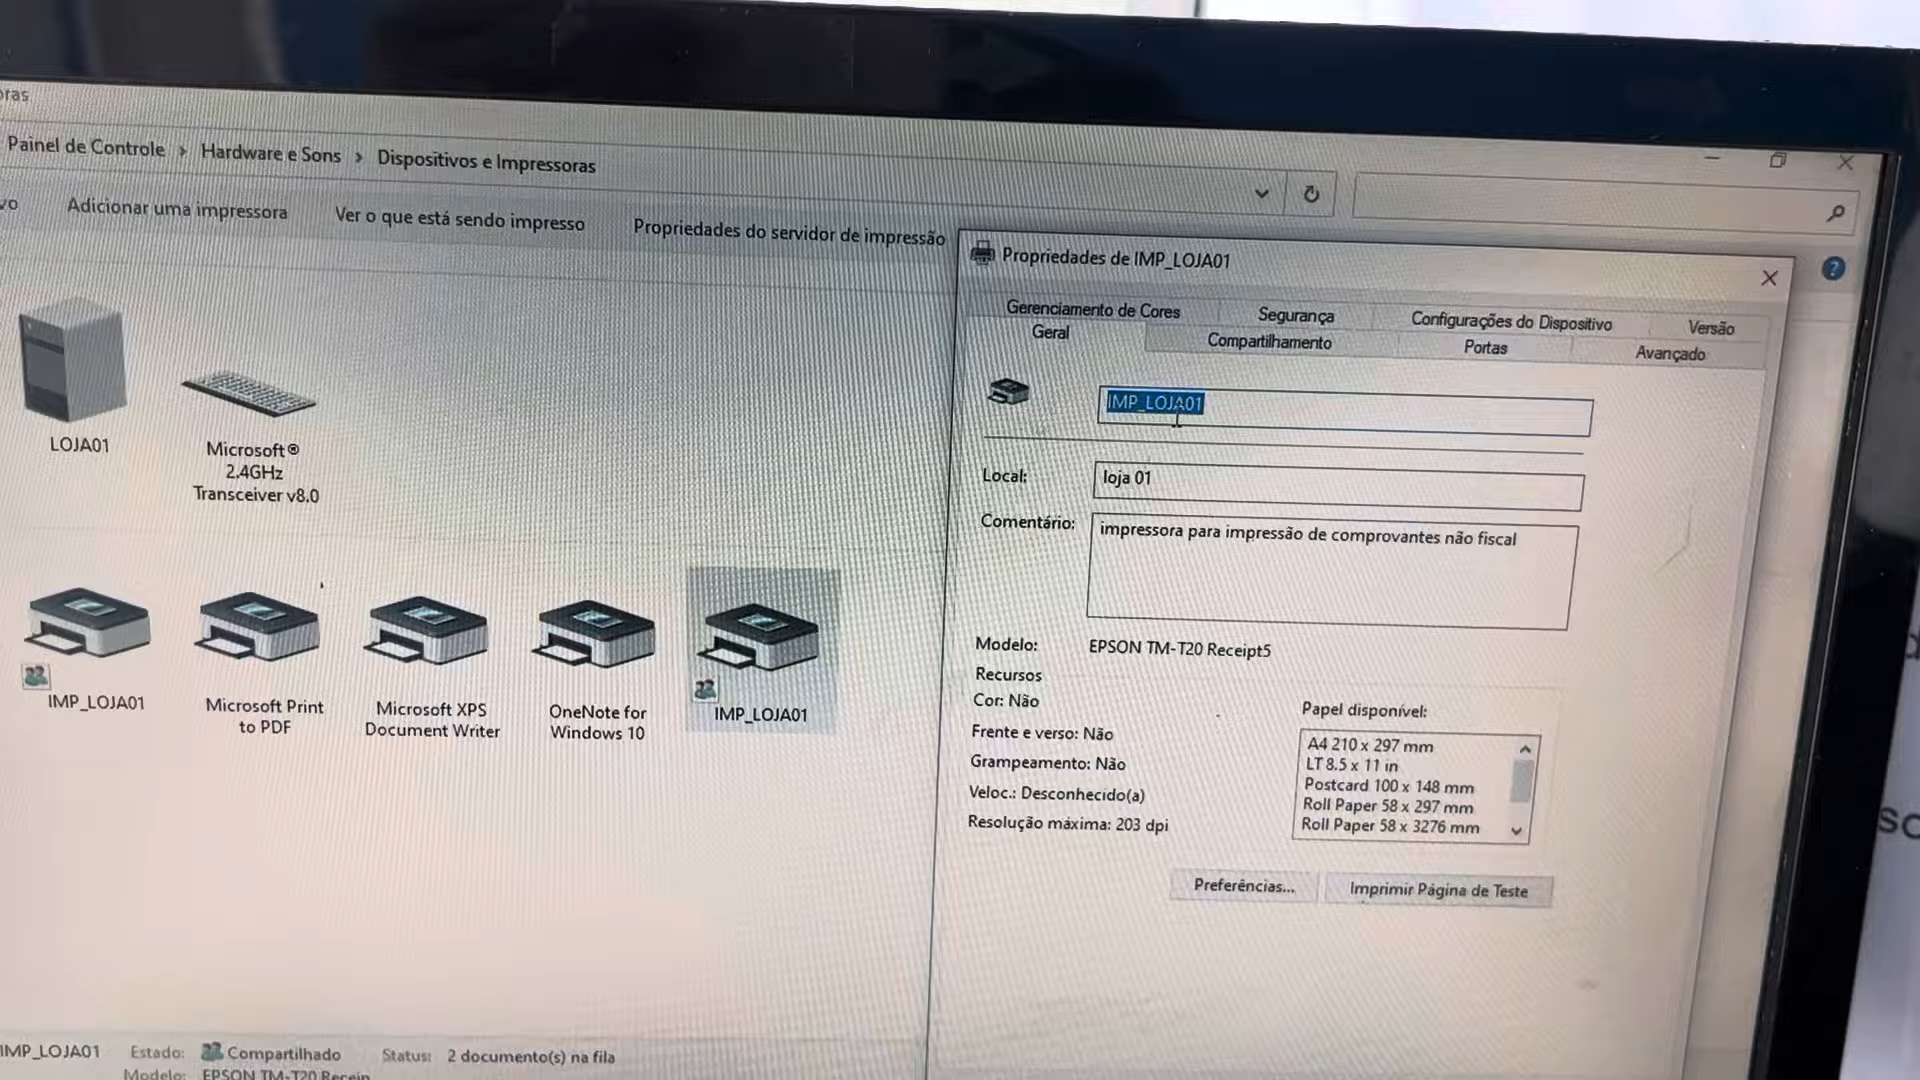 Painel de Controle > Hardware e Sons > Dispositivos e Impressoras
Adicionar uma impressora Ver o que está sendo impresso Propriedades do servidor de impressão
LOJA01
Microsoft®
2.4GHz
Transceiver v8.0
IMP_LOJA01
Microsoft Print
to PDF
Microsoft XPS
Document Writer
OneNote for
Windows 10
IMP_LOJA01
IMP_LOJA01 Estado: Compartilhado Status: 2 documento(s) na fila
Modelo: EPSON TM-T20 Receip
Propriedades de IMP_LOJA01
Gerenciamento de Cores Segurança Configurações do Dispositivo Versão
Geral Compartilhamento Portas Avançado
IMP_LOJA01
Local: loja 01
Comentário: impressora para impressão de comprovantes não fiscal
Modelo: EPSON TM-T20 Receipt5
Recursos
Cor: Não
Frente e verso: Não
Grampeamento: Não
Veloc.: Desconhecido(a)
Resolução máxima: 203 dpi
Papel disponível:
A4 210 x 297 mm
LT 8.5 x 11 in
Postcard 100 x 148 mm
Roll Paper 58 x 297 mm
Roll Paper 58 x 3276 mm
Preferências... Imprimir Página de Teste